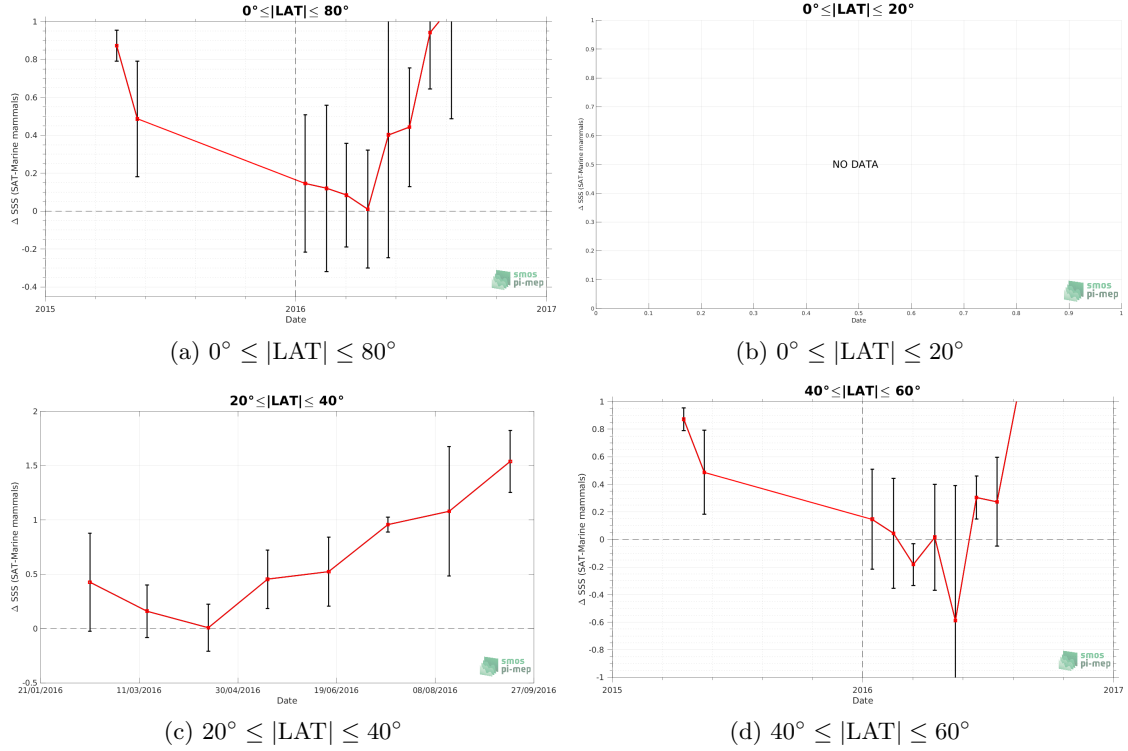 0°≤|LAT|≤ 80°
1
0.8
0.6
0.4
0.2
0
-0.2
-0.4
Δ SSS (SAT-Marine mammals)
2015
2016
2017
Date
smos
pi-mep
(a) 0° ≤ |LAT| ≤ 80°
0°≤|LAT|≤ 20°
1
0.9
0.8
0.7
0.6
0.5
0.4
0.3
0.2
0.1
0
Δ SSS (SAT-Marine mammals)
NO DATA
0
0.1
0.2
0.3
0.4
0.5
0.6
0.7
0.8
0.9
1
Date
smos
pi-mep
(b) 0° ≤ |LAT| ≤ 20°
20°≤|LAT|≤ 40°
2
1.5
1
0.5
0
-0.5
Δ SSS (SAT-Marine mammals)
21/01/2016
11/03/2016
30/04/2016
19/06/2016
08/08/2016
27/09/2016
Date
smos
pi-mep
(c) 20° ≤ |LAT| ≤ 40°
40°≤|LAT|≤ 60°
1
0.8
0.6
0.4
0.2
0
-0.2
-0.4
-0.6
-0.8
-1
Δ SSS (SAT-Marine mammals)
2015
2016
2017
Date
smos
pi-mep
(d) 40° ≤ |LAT| ≤ 60°